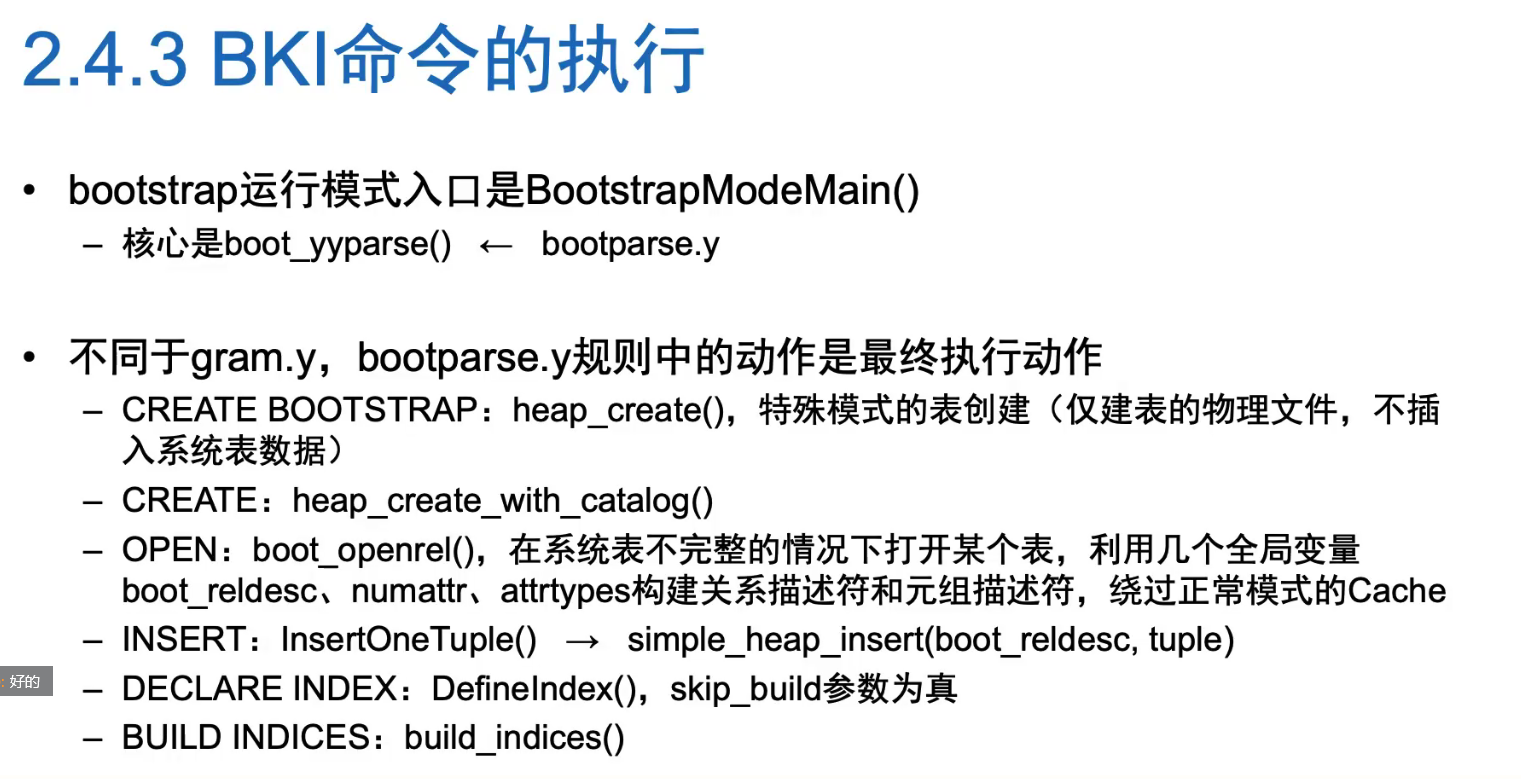 2.4.3 BKI命令的执行
• bootstrap运行模式入口是BootstrapModeMain()
– 核心是boot_yyparse() ← bootparse.y
• 不同于gram.y，bootparse.y规则中的动作是最终执行动作
– CREATE BOOTSTRAP：heap_create()，特殊模式的表创建（仅建表的物理文件，不插
入系统表数据）
– CREATE：heap_create_with_catalog()
– OPEN：boot_openrel()，在系统表不完整的情况下打开某个表，利用几个全局变量
boot_reldesc、numattr、attrtypes构建关系描述符和元组描述符，绕过正常模式的Cache
– INSERT：InsertOneTuple() → simple_heap_insert(boot_reldesc, tuple)
: 好的
– DECLARE INDEX：DefineIndex()，skip_build参数为真
– BUILD INDICES：build_indices()